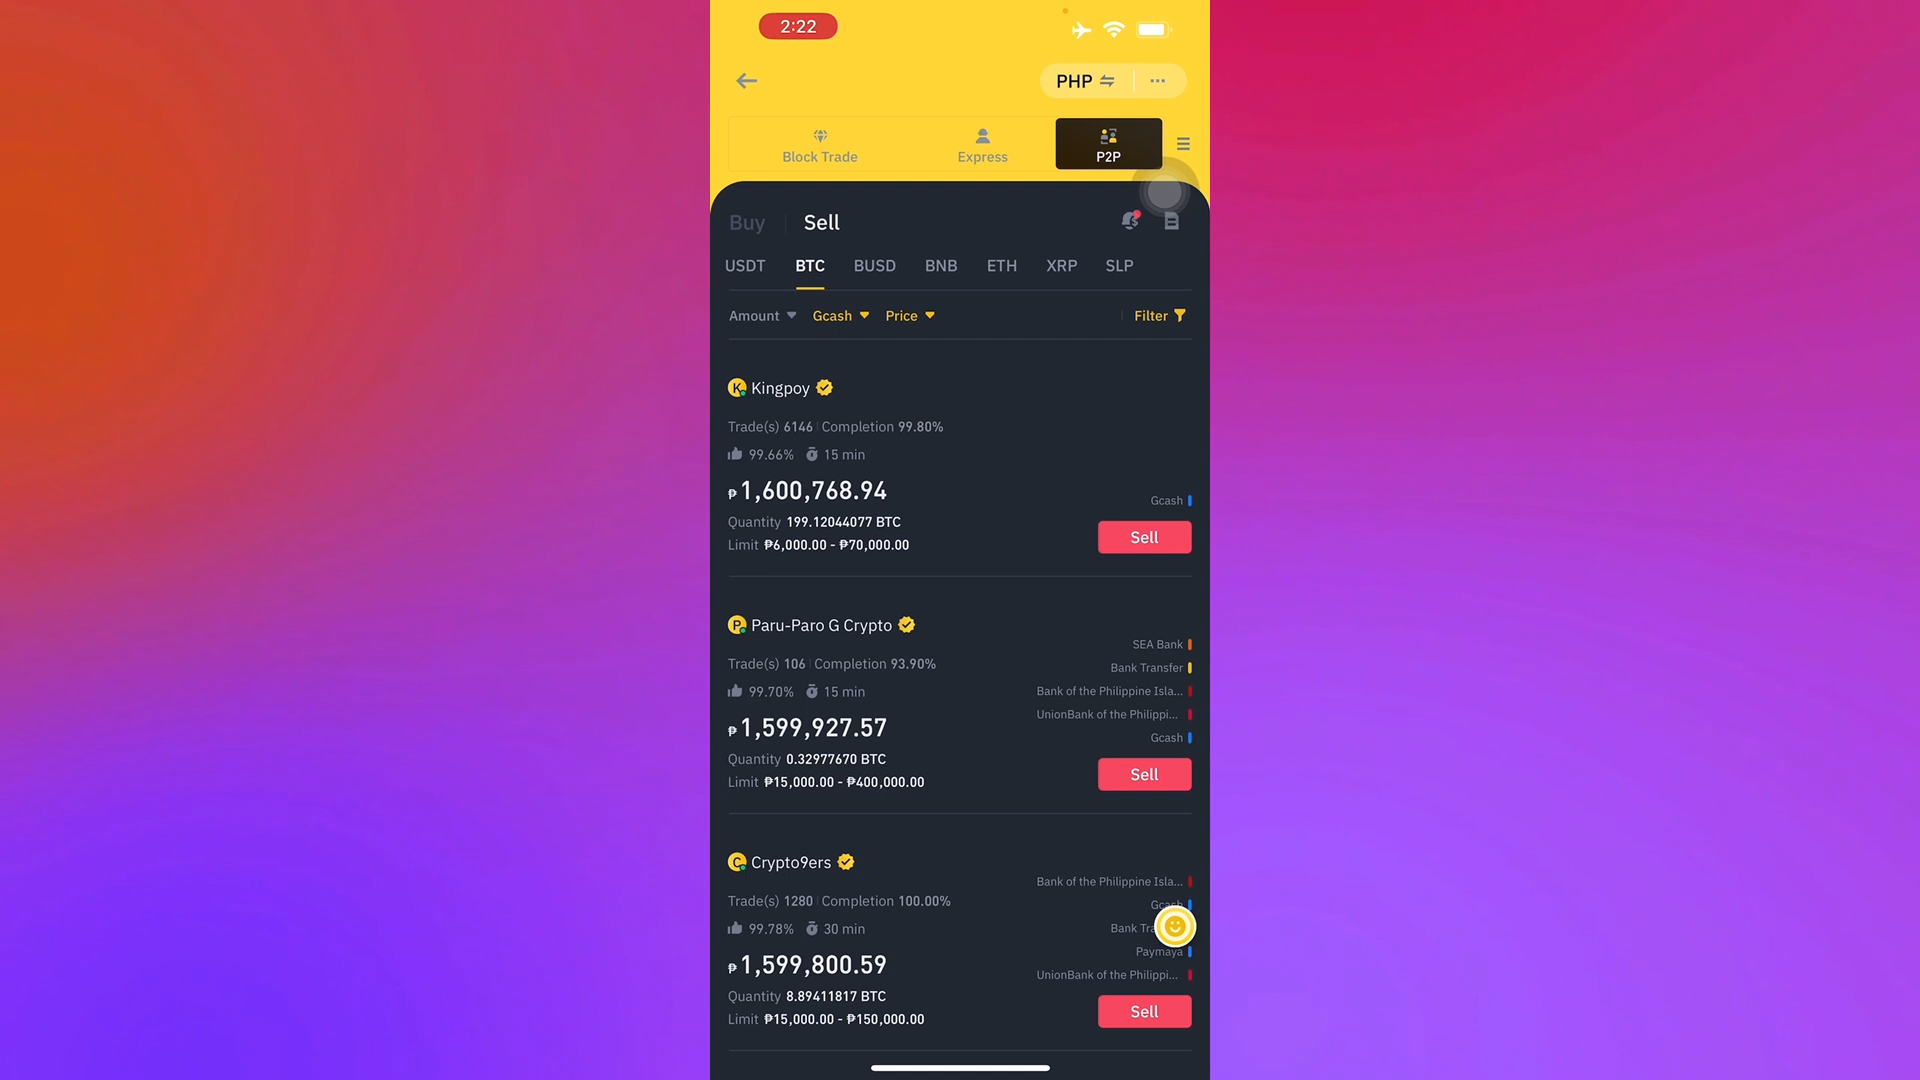 2:22
PHP
Block Trade
Express
P2P
Buy
Sell
USDT BTC BUSD BNB ETH XRP SLP
Amount Gcash Price Filter
K Kingpoy
Trade(s) 6146 Completion 99.80%
99.66% 15 min
₱1,600,768.94
Gcash
Quantity 199.12044077 BTC
Limit ₱6,000.00 - ₱70,000.00
Sell
P Paru-Paro G Crypto
Trade(s) 106 Completion 93.90%
99.70% 15 min
₱1,599,927.57
Quantity 0.32977670 BTC
Limit ₱15,000.00 - ₱400,000.00
SEA Bank
Bank Transfer
Bank of the Philippine Isla...
UnionBank of the Philippi...
Gcash
Sell
C Crypto9ers
Trade(s) 1280 Completion 100.00%
99.78% 30 min
₱1,599,800.59
Quantity 8.89411817 BTC
Limit ₱15,000.00 - ₱150,000.00
Bank of the Philippine Isla...
Gcash
Bank Tra
Paymaya
UnionBank of the Philippi...
Sell